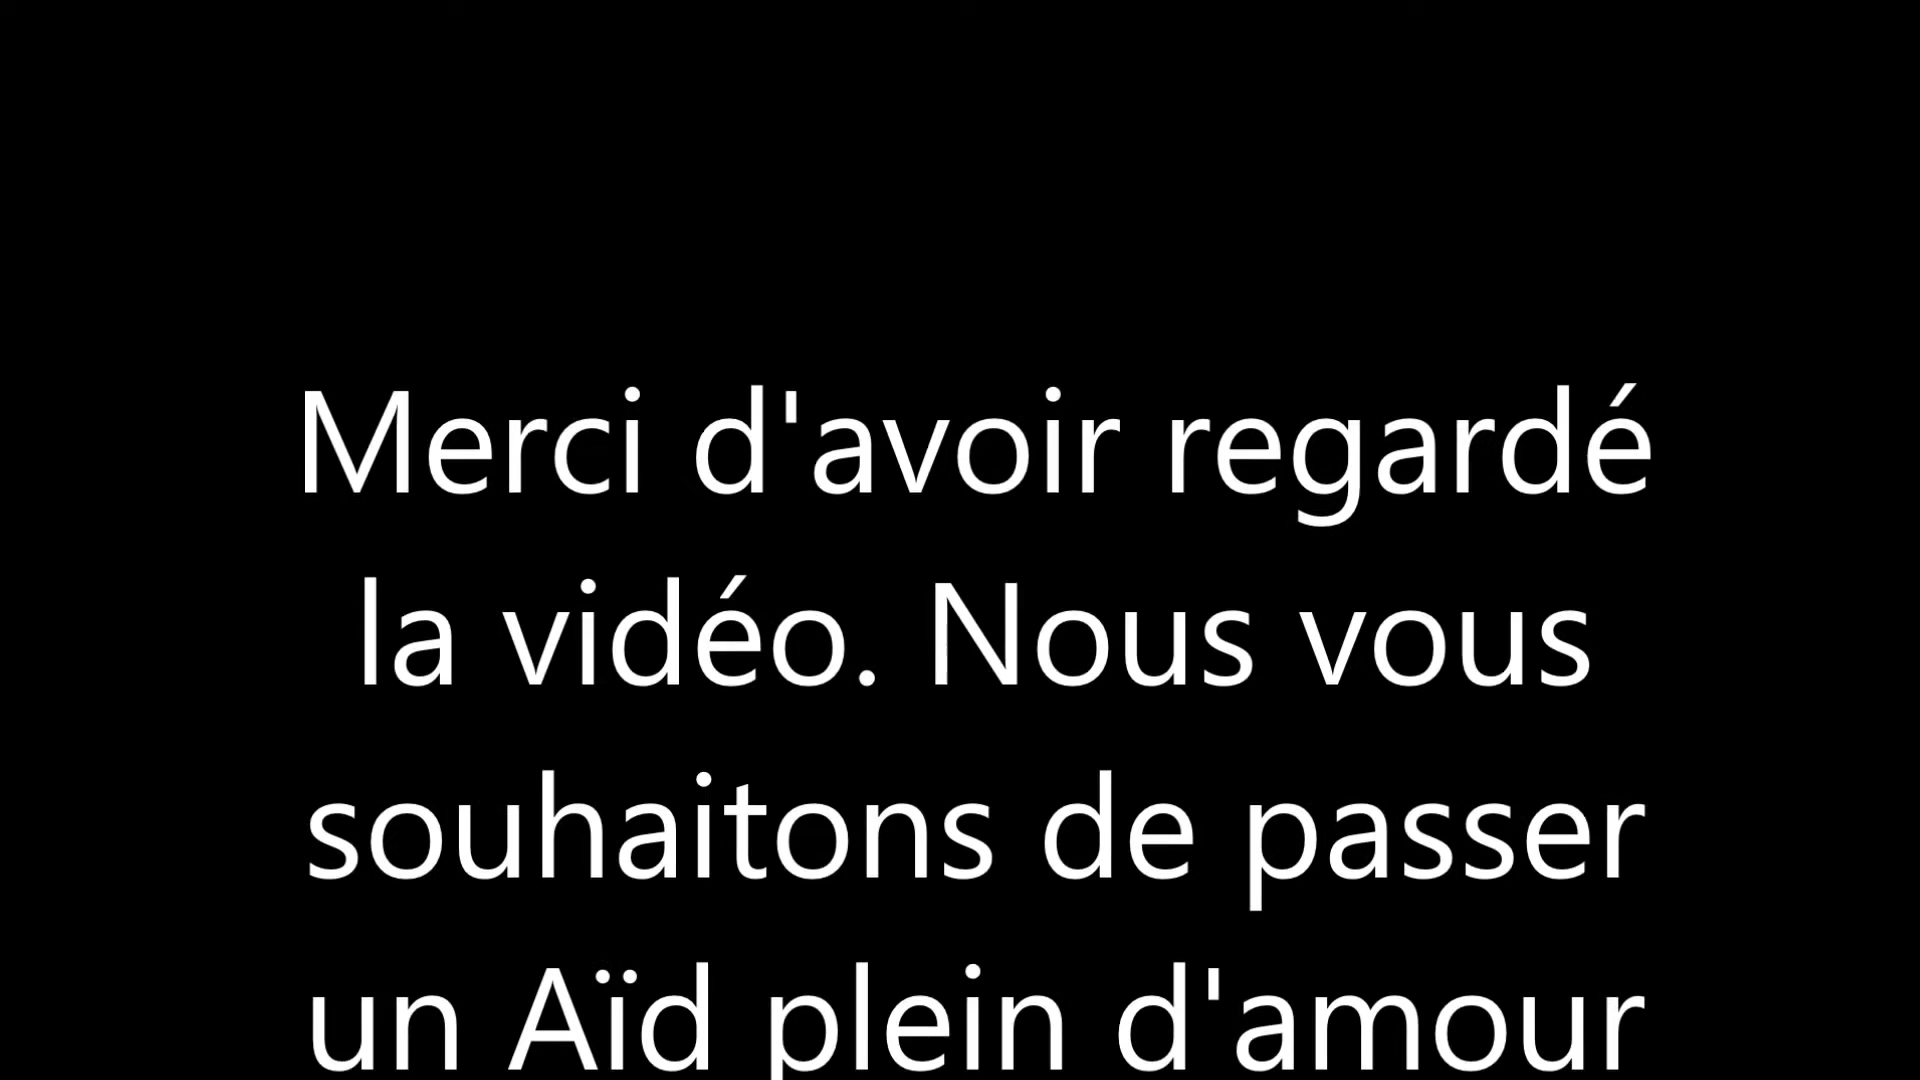 Merci d'avoir regardé
la vidéo. Nous vous
souhaitons de passer
un Aïd plein d'amour